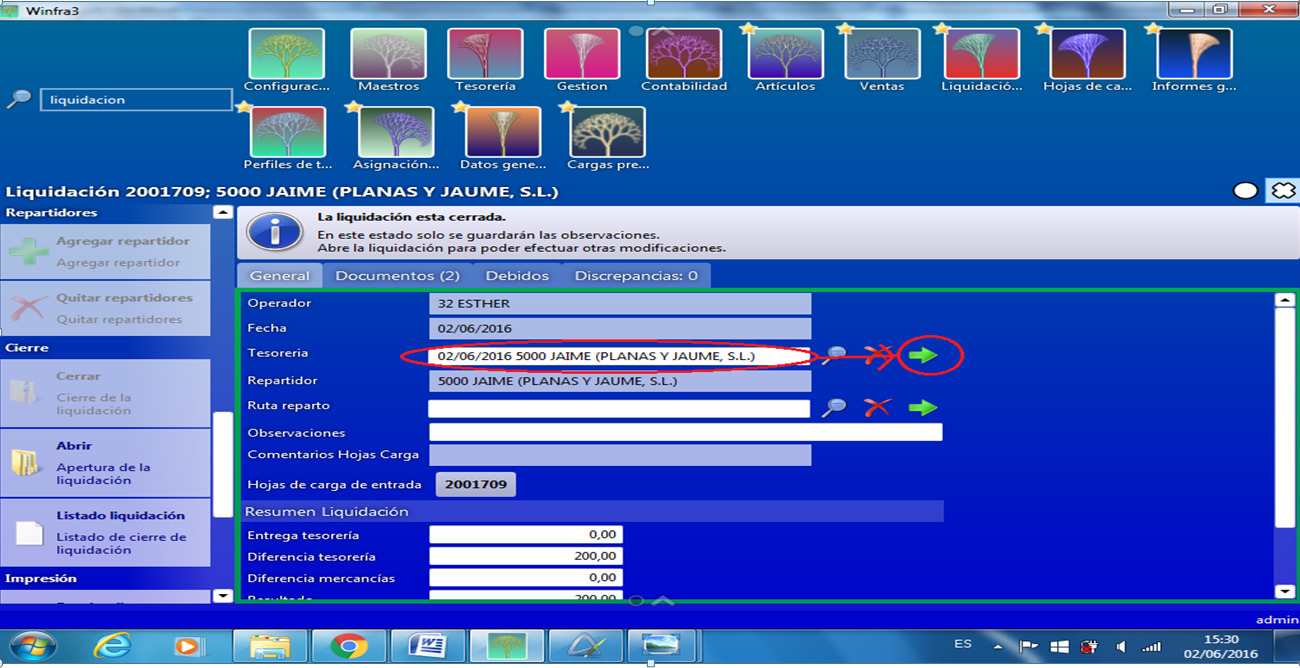 Winfra3
liquidacion
Configurac...
Maestros
Tesorería
Gestion
Contabilidad
Artículos
Ventas
Liquidació...
Hojas de ca...
Informes g...
Perfiles de t...
Asignación...
Datos gene...
Cargas pre...
Liquidación 2001709; 5000 JAIME (PLANAS Y JAUME, S.L.)
Repartidores
Agregar repartidor
Agregar repartidor
Quitar repartidores
Quitar repartidores
Cierre
Cerrar
Cierre de la
liquidación
Abrir
Apertura de la
liquidación
Listado liquidación
Listado de cierre de
liquidación
Impresión
La liquidación esta cerrada.
En este estado solo se guardarán las observaciones.
Abre la liquidación para poder efectuar otras modificaciones.
General Documentos (2) Debidos Discrepancias: 0
Operador 32 ESTHER
Fecha 02/06/2016
Tesoreria 02/06/2016 5000 JAIME (PLANAS Y JAUME, S.L.)
Repartidor 5000 JAIME (PLANAS Y JAUME, S.L.)
Ruta reparto
Observaciones
Comentarios Hojas Carga
Hojas de carga de entrada 2001709
Resumen Liquidación
Entrega tesorería 0,00
Diferencia tesorería 200,00
Diferencia mercancías 0,00
Resultado 200,00
admin
ES
15:30
02/06/2016